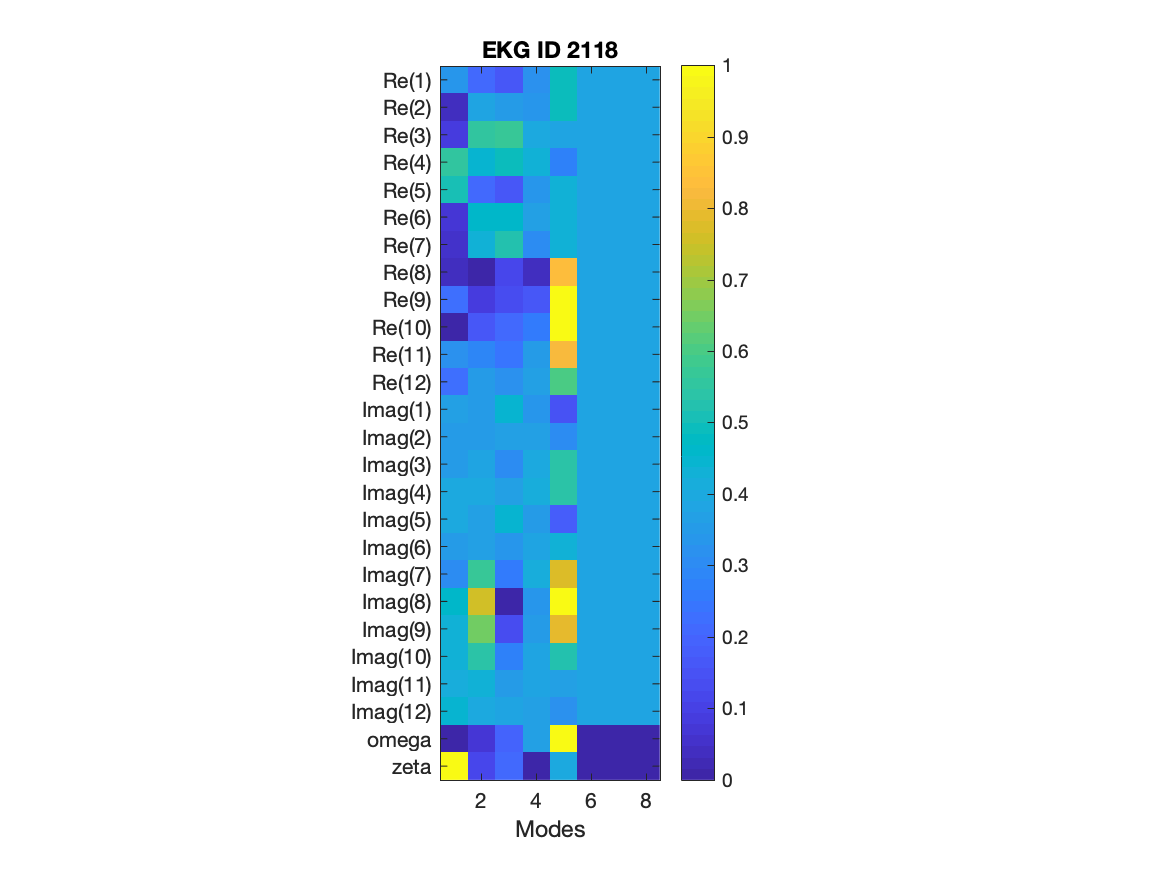 EKG ID 2118
Re(1)
Re(2)
Re(3)
Re(4)
Re(5)
Re(6)
Re(7)
Re(8)
Re(9)
Re(10)
Re(11)
Re(12)
Imag(1)
Imag(2)
Imag(3)
Imag(4)
Imag(5)
Imag(6)
Imag(7)
Imag(8)
Imag(9)
Imag(10)
Imag(11)
Imag(12)
omega
zeta
2 4 6 8
Modes
1
0.9
0.8
0.7
0.6
0.5
0.4
0.3
0.2
0.1
0